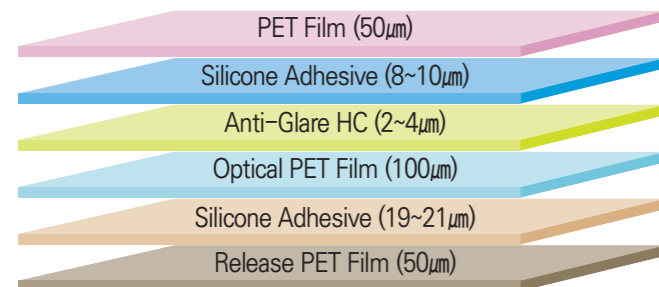 PET Film (50㎛)
Silicone Adhesive (8~10㎛)
Anti-Glare HC (2~4㎛)
Optical PET Film (100㎛)
Silicone Adhesive (19~21㎛)
Release PET Film (50㎛)